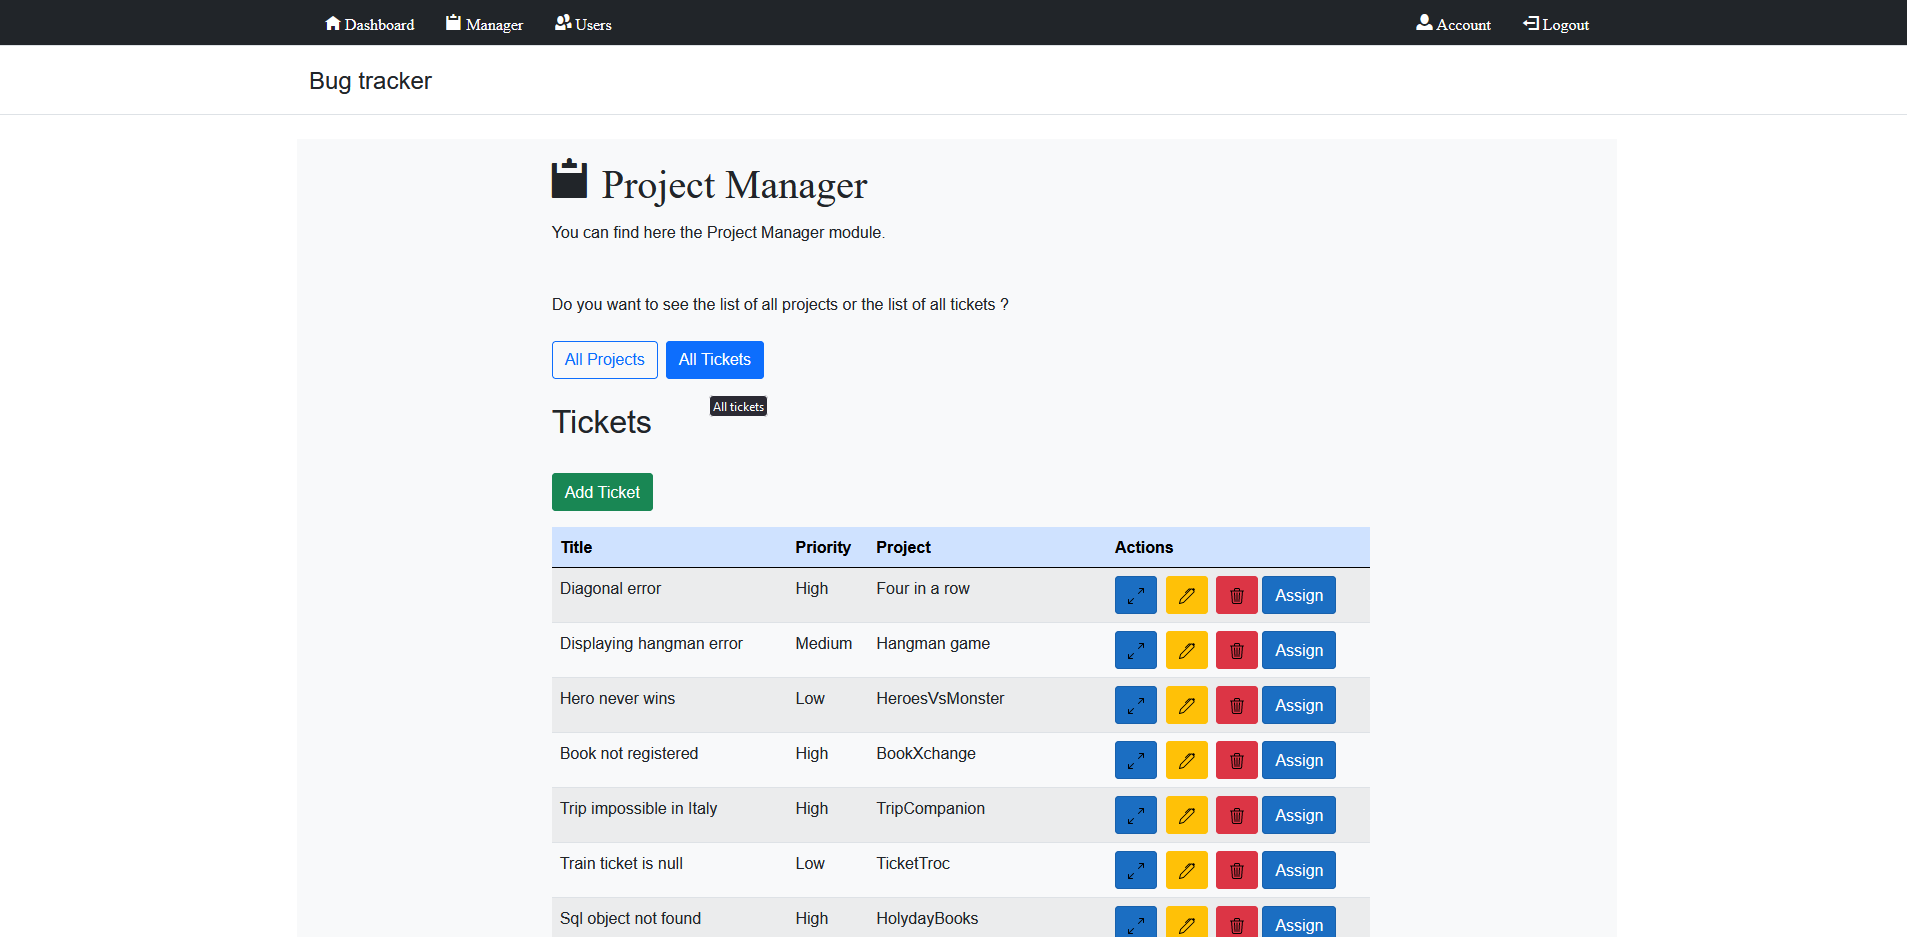 Dashboard Manager Users Account Logout
Bug tracker
Project Manager
You can find here the Project Manager module.
Do you want to see the list of all projects or the list of all tickets ?
All Projects All Tickets
All tickets
Tickets
Add Ticket
Title Priority Project Actions
Diagonal error High Four in a row Assign
Displaying hangman error Medium Hangman game Assign
Hero never wins Low HeroesVsMonster Assign
Book not registered High BookXchange Assign
Trip impossible in Italy High TripCompanion Assign
Train ticket is null Low TicketTroc Assign
Sql object not found High HolydayBooks Assign